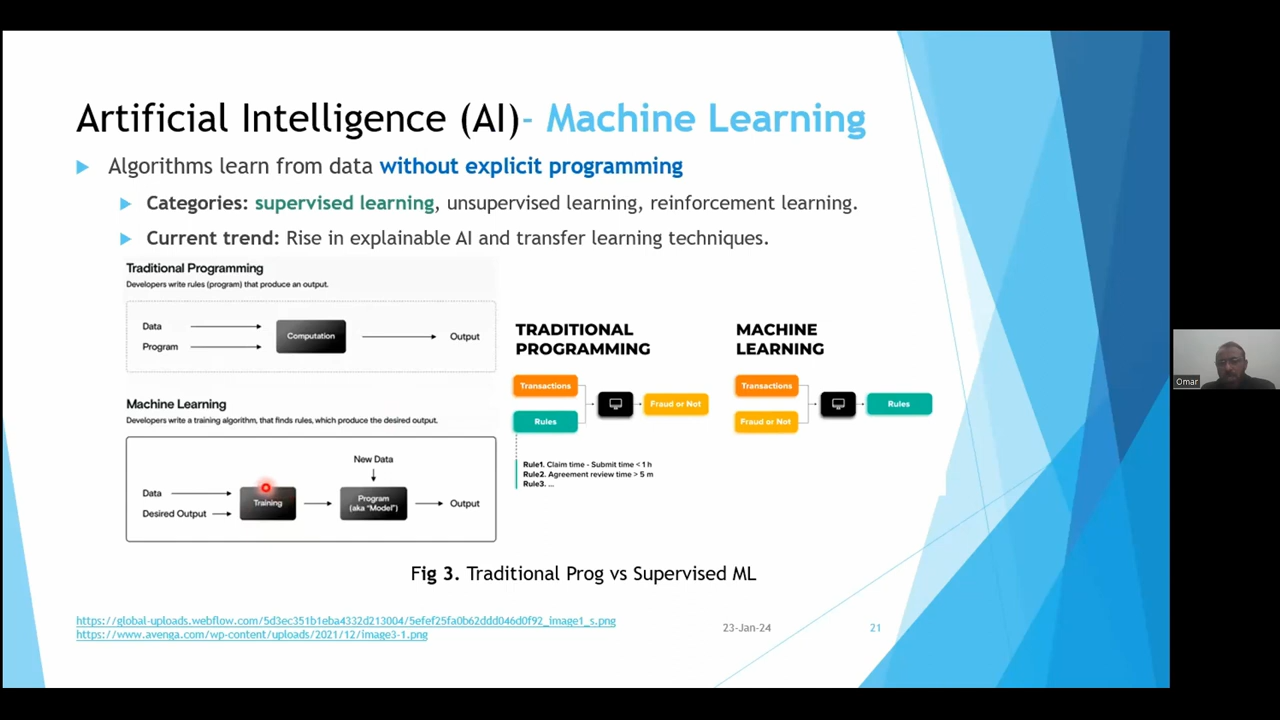 Artificial Intelligence (AI)- Machine Learning
Algorithms learn from data without explicit programming
Categories: supervised learning, unsupervised learning, reinforcement learning.
Current trend: Rise in explainable AI and transfer learning techniques.
Traditional Programming
Developers write rules (program) that produce an output.
Data
Program
Computation
Output
Machine Learning
Developers write a training algorithm, that finds rules, which produce the desired output.
New Data
Data
Desired Output
Training
Program
(aka "Model")
Output
TRADITIONAL
PROGRAMMING
Transactions
Rules
Fraud or Not
Rule1. Claim time - Submit time < 1 h
Rule2. Agreement review time > 5 m
Rule3. ...
MACHINE
LEARNING
Transactions
Fraud or Not
Rules
Fig 3. Traditional Prog vs Supervised ML
https://global-uploads.webflow.com/5d3ec351b1eba4332d213004/5efef25fa0b62ddd046d0f92_image1_s.png
https://www.avenga.com/wp-content/uploads/2021/12/image3-1.png
23-Jan-24
21
Omar